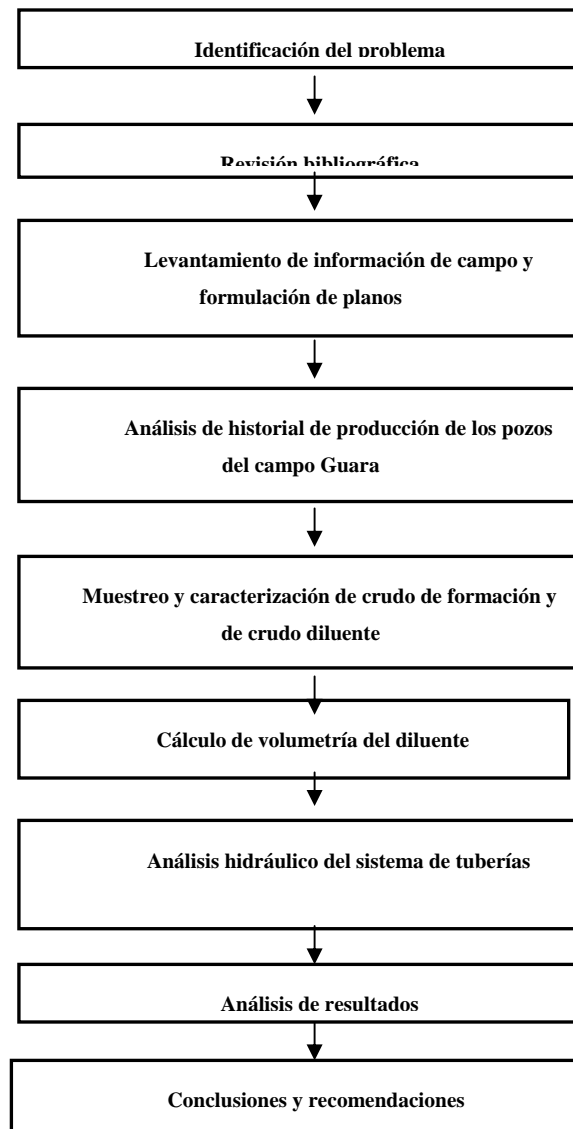 Identificación del problema
Revisión bibliográfica
Levantamiento de información de campo y
formulación de planos
Análisis de historial de producción de los pozos
del campo Guara
Muestreo y caracterización de crudo de formación y
de crudo diluente
Cálculo de volumetría del diluente
Análisis hidráulico del sistema de tuberías
Análisis de resultados
Conclusiones y recomendaciones